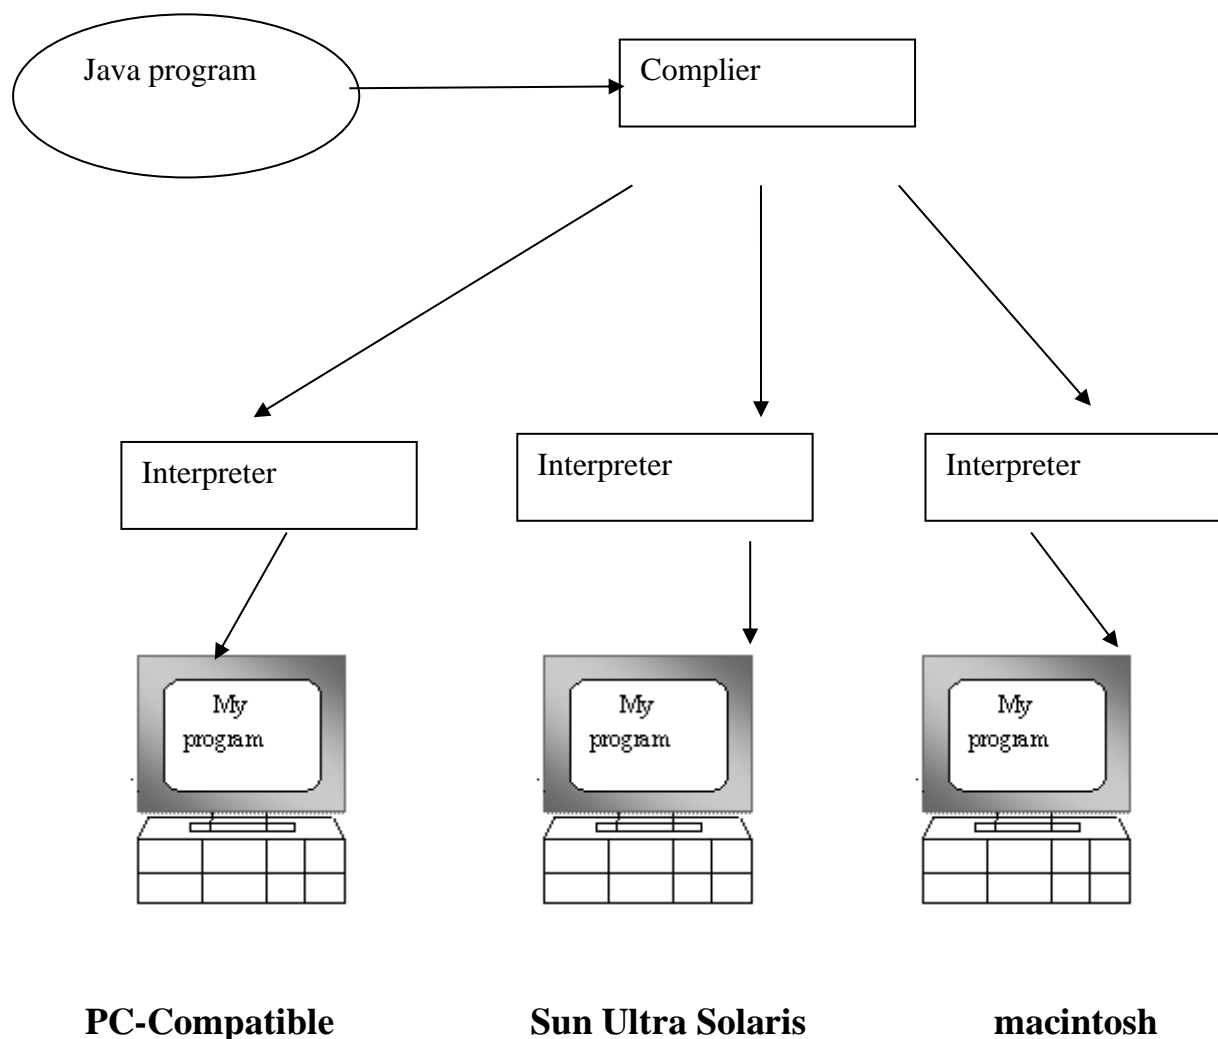 Java program
Complier
Interpreter
Interpreter
Interpreter
My
program
My
program
My
program
PC-Compatible
Sun Ultra Solaris
macintosh